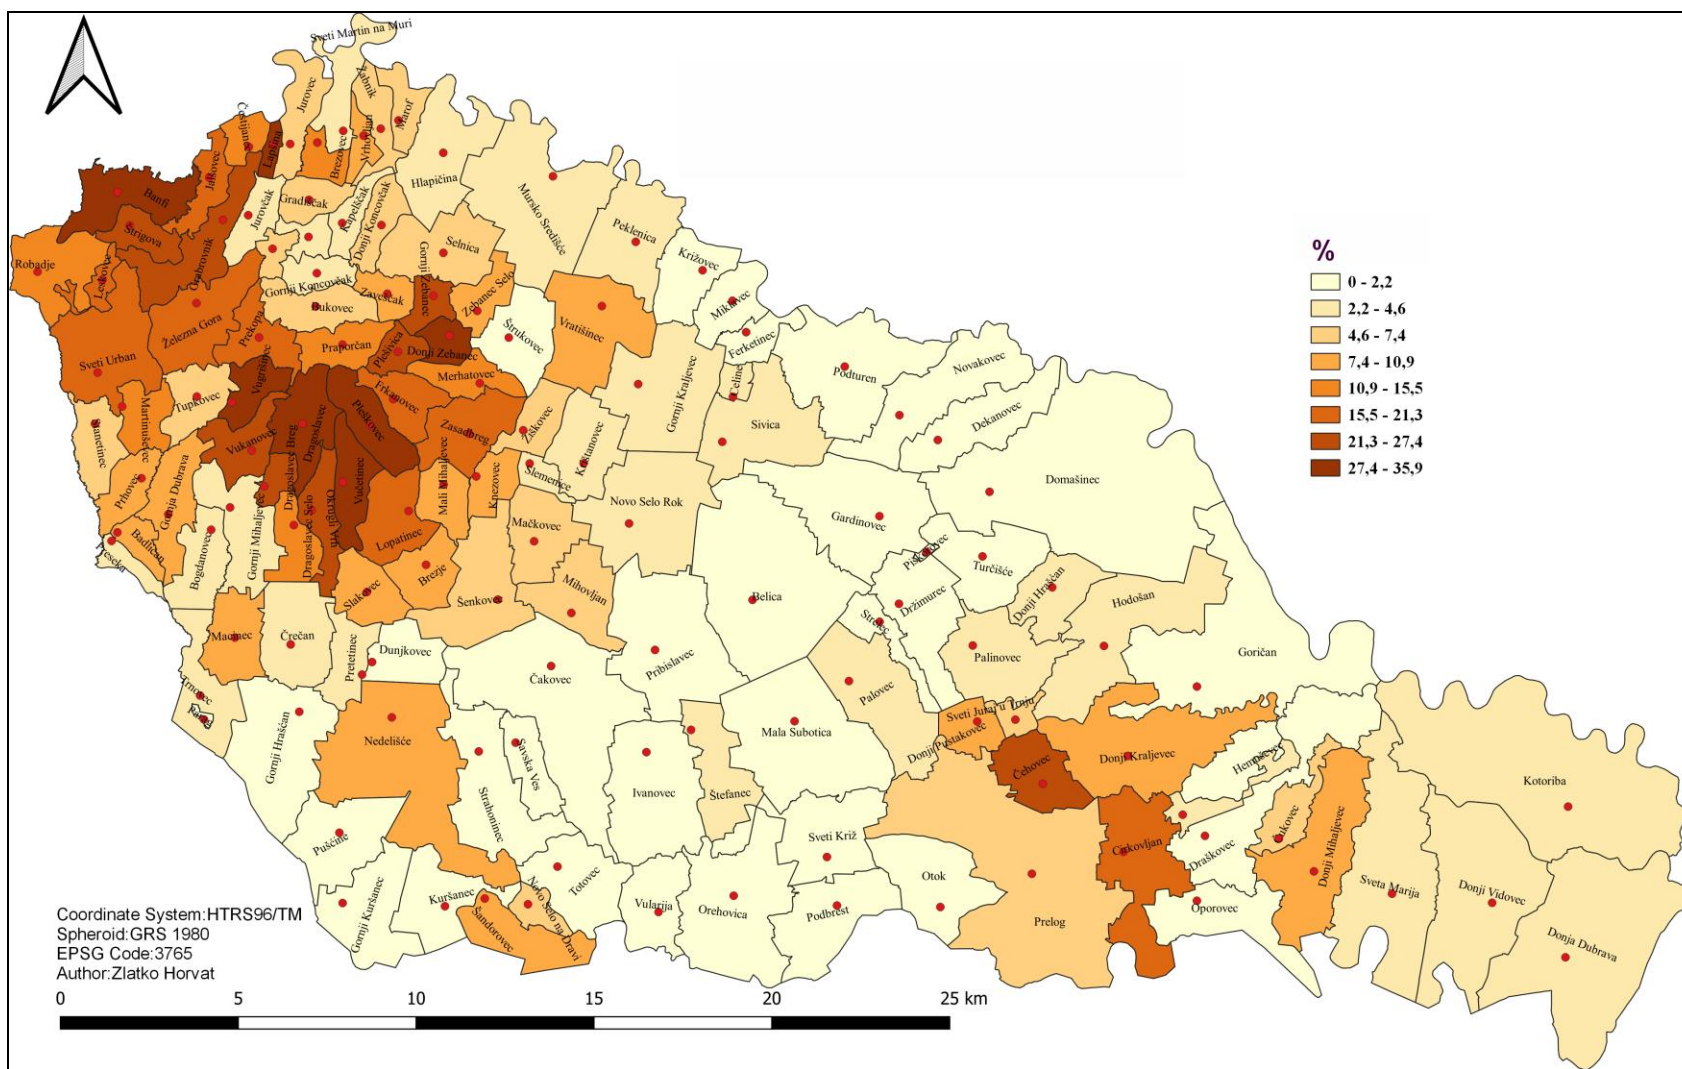 Sveti Martin na Muri
Jurovec
Žabnik
Marof
Čestijanec
Lapšina
Brezovec
Vrhovljan
Jalšovec
Hlapičina
Banfi
Gradiščak
Jurovčak
Kapelščak
Donji Koncovčak
Mursko Središće
Peklenica
Štrigova
Grabrovnik
Selnica
Križovec
Robadje
Leskovec
Gornji Koncovčak
Gornji Zebanec
Zebanec Selo
Zaveščak
Bukovec
Miklavec
Železna Gora
Prekopa
Štrukovec
Vratišinec
Ferketinec
Praporčan
Plešivica
Donji Zebanec
Sveti Urban
Merhatovec
Gornji Kraljevec
Celine
Podturen
Novakovec
Vugrišinec
Frkanovec
Tupkovec
Martinuševec
Dekanovec
Stanetinec
Dragoslavec Breg
Pleškovec
Zasadbreg
Žiškovec
Sivica
Vukanovec
Krištanovec
Slemenice
Prhovec
Gornja Dubrava
Dragoslavec
Vučetinec
Mali Mihaljevec
Knezovec
Domašinec
Gornji Mihaljevec
Dragoslavec Selo
Okrugli Vrh
Novo Selo Rok
Gardinovec
Badličan
Lopatinec
Mačkovec
Piškorovec
Turčišće
Bogdanovec
Slakovec
Brezje
Mihovljan
Šenkovec
Belica
Držimurec
Strelec
Donji Hrašćan
Hodošan
Macinec
Črečan
Pretetinec
Dunjkovec
Čakovec
Pribislavec
Palinovec
Goričan
Trnovec
Parag
Palovec
Gornji Hrašćan
Nedelišće
Savska Ves
Mala Subotica
Sveti Juraj u Trnju
Donji Pustakovec
Čehovec
Donji Kraljevec
Hemuševec
Ivanovec
Štefanec
Kotoriba
Strahoninec
Pušćine
Sveti Križ
Cirkovljan
Draškovec
Čukovec
Donji Mihaljevec
Gornji Kuršanec
Kuršanec
Totovec
Otok
Sveta Marija
Donji Vidovec
Šandorovec
Novo Selo na Dravi
Vularija
Orehovica
Podbrest
Prelog
Oporovec
Donja Dubrava
%
0 - 2,2
2,2 - 4,6
4,6 - 7,4
7,4 - 10,9
10,9 - 15,5
15,5 - 21,3
21,3 - 27,4
27,4 - 35,9
Coordinate System:HTRS96/TM
Spheroid:GRS 1980
EPSG Code:3765
Author:Zlatko Horvat
0 5 10 15 20 25 km